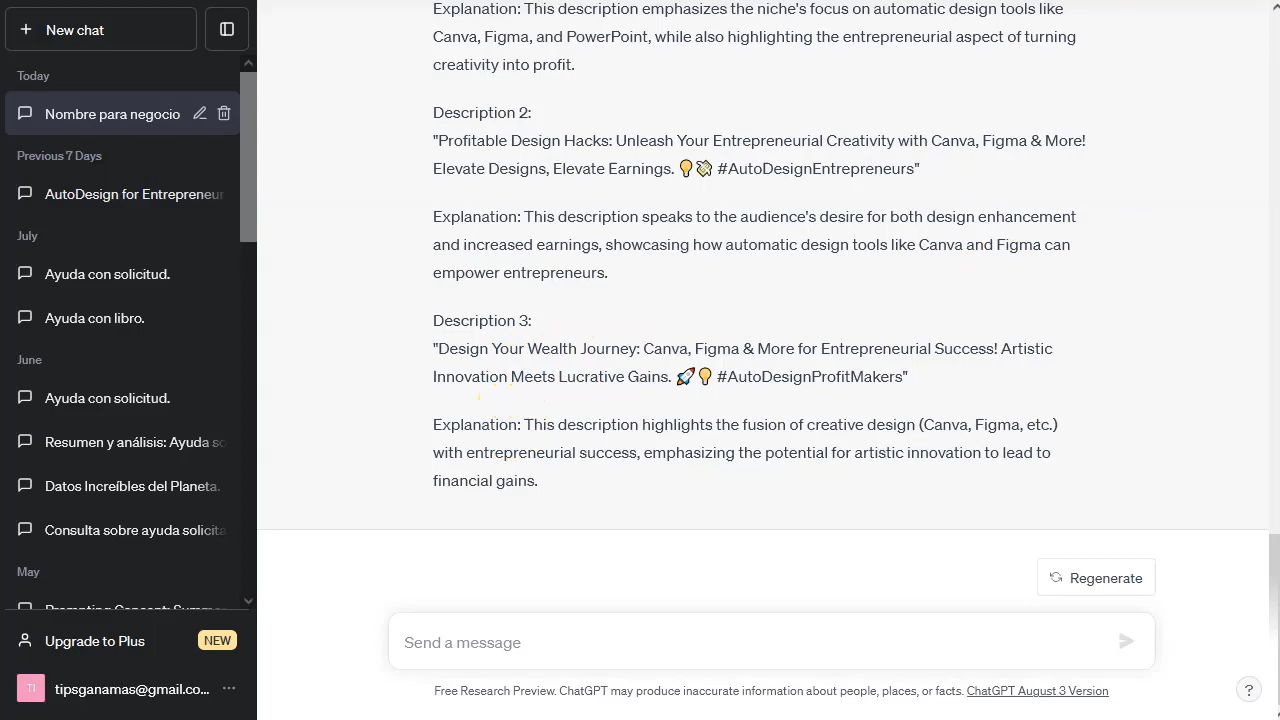 New chat
Today
Nombre para negocio
Previous 7 Days
AutoDesign for Entrepreneur
July
Ayuda con solicitud.
Ayuda con libro.
June
Ayuda con solicitud.
Resumen y análisis: Ayuda so
Datos Increíbles del Planeta.
Consulta sobre ayuda solicita
May
Upgrade to Plus
NEW
TI
tipsganamas@gmail.co...
Explanation: This description emphasizes the niche's focus on automatic design tools like
Canva, Figma, and PowerPoint, while also highlighting the entrepreneurial aspect of turning
creativity into profit.
Description 2:
"Profitable Design Hacks: Unleash Your Entrepreneurial Creativity with Canva, Figma & More!
Elevate Designs, Elevate Earnings. 💡💸 #AutoDesignEntrepreneurs"
Explanation: This description speaks to the audience's desire for both design enhancement
and increased earnings, showcasing how automatic design tools like Canva and Figma can
empower entrepreneurs.
Description 3:
"Design Your Wealth Journey: Canva, Figma & More for Entrepreneurial Success! Artistic
Innovation Meets Lucrative Gains. 🚀💡 #AutoDesignProfitMakers"
Explanation: This description highlights the fusion of creative design (Canva, Figma, etc.)
with entrepreneurial success, emphasizing the potential for artistic innovation to lead to
financial gains.
Regenerate
Send a message
Free Research Preview. ChatGPT may produce inaccurate information about people, places, or facts. ChatGPT August 3 Version
?